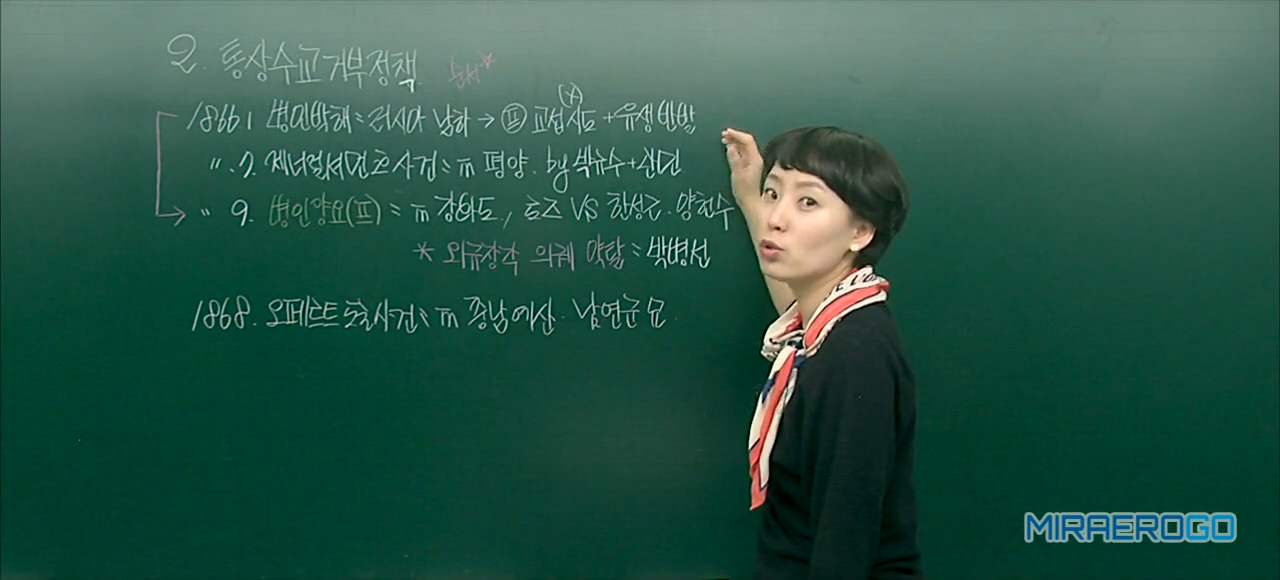 2. 통상수교거부정책 순서*
1866.1 병인박해 = 러시아 남하 → 프 교섭시도(X) + 유생반발
〃 .7. 제너럴셔먼호사건 = in 평양. by 박규수+관민
〃 9. 병인양요(프) = in 강화도, 로즈 VS 한성근. 양헌수
* 외규장각 의궤 약탈 = 박병선
1868. 오페르트 도굴사건 = in 충남예산. 남연군 묘
MIRAEROGO